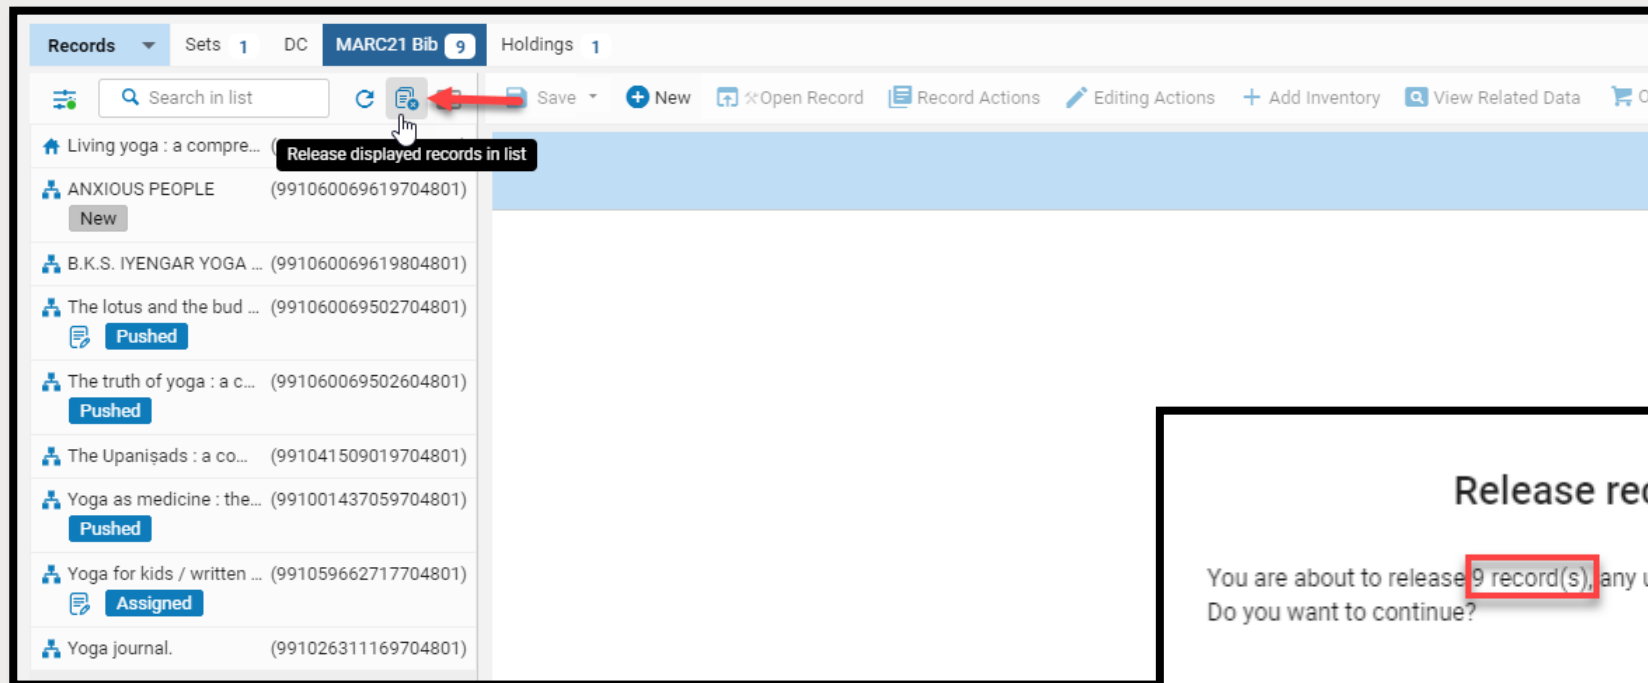 Records Sets 1 DC MARC21 Bib 9 Holdings 1
Search in list Save New Open Record Record Actions Editing Actions Add Inventory View Related Data
Living yoga : a compre... (
Release displayed records in list
ANXIOUS PEOPLE (991060069619704801)
New
B.K.S. IYENGAR YOGA ... (991060069619804801)
The lotus and the bud ... (991060069502704801)
Pushed
The truth of yoga : a c... (991060069502604801)
Pushed
The Upaniṣads : a co... (991041509019704801)
Yoga as medicine : the... (991001437059704801)
Pushed
Yoga for kids / written ... (991059662717704801)
Assigned
Yoga journal. (991026311169704801)
Release rec
You are about to release 9 record(s), any u
Do you want to continue?